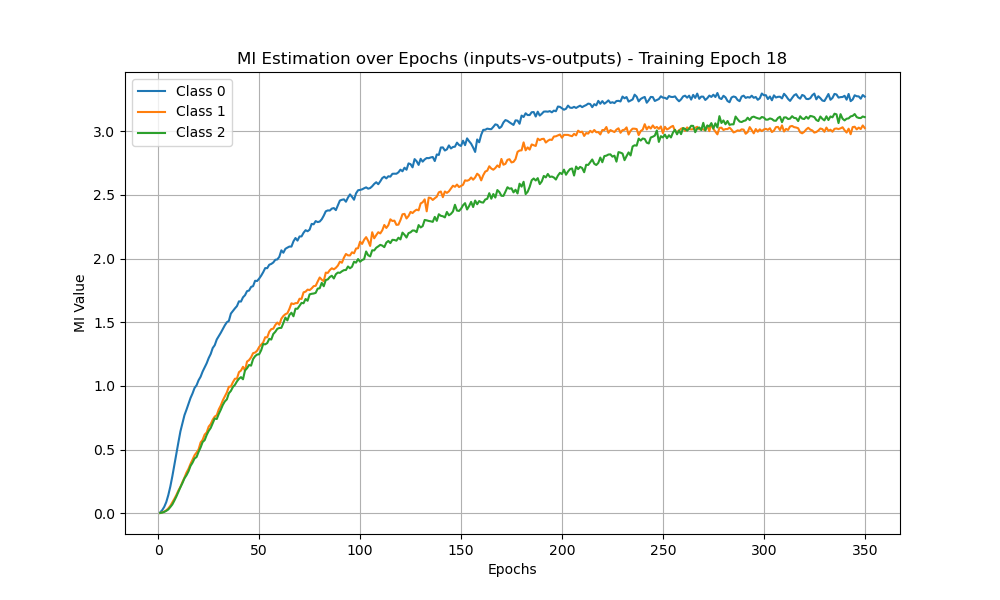 MI Estimation over Epochs (inputs-vs-outputs) - Training Epoch 18
Class 0
Class 1
Class 2
MI Value
3.0
2.5
2.0
1.5
1.0
0.5
0.0
0 50 100 150 200 250 300 350
Epochs